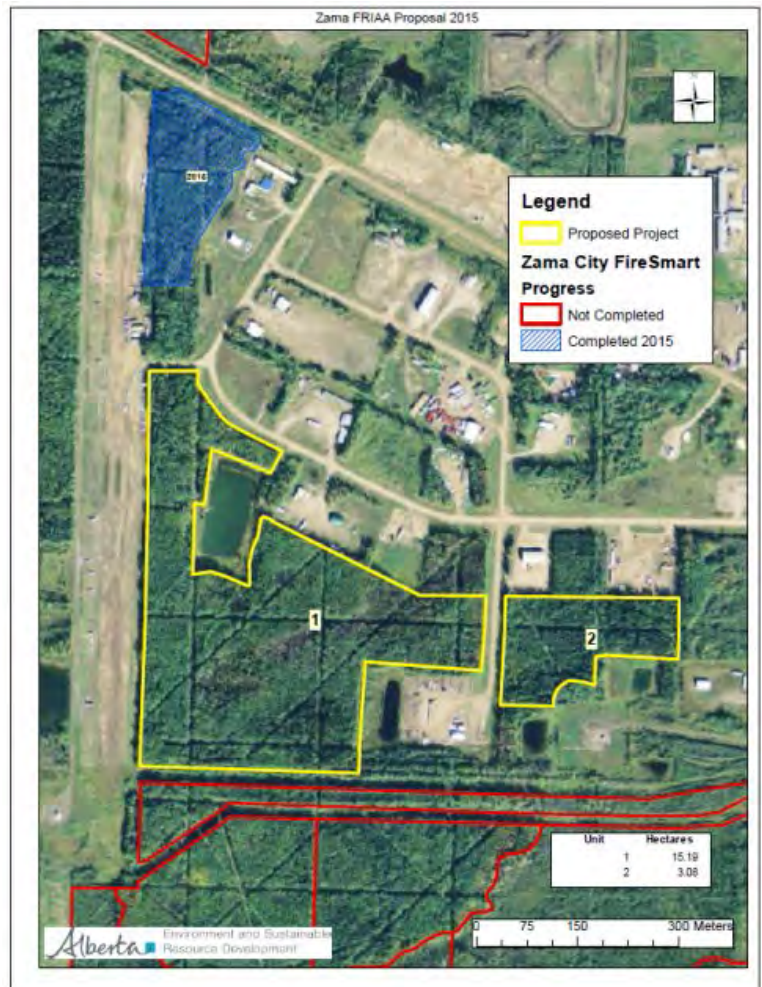 Zama FRIAA Proposal 2015
N
Legend
Proposed Project
Zama City FireSmart
Progress
Not Completed
Completed 2015
1
2
Unit Hectares
1 15.19
2 3.08
Alberta Environment and Sustainable
Resource Development
0 75 150 300 Meters